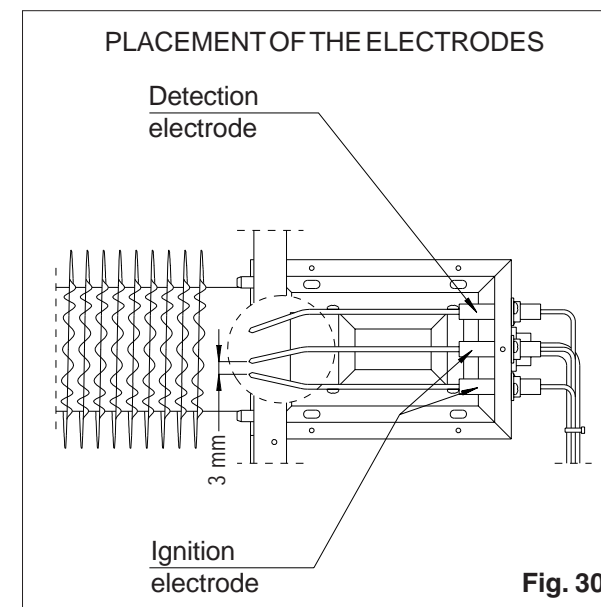 PLACEMENT OF THE ELECTRODES
Detection
electrode
3 mm
Ignition
electrode
Fig. 30